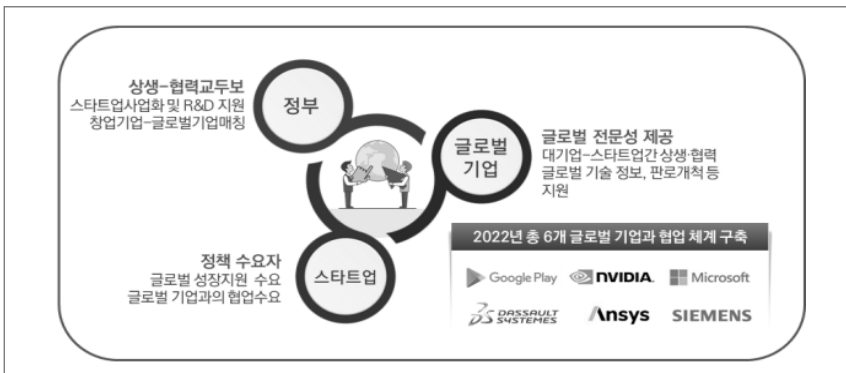 상생-협력교두보
스타트업사업화 및 R&D 지원
창업기업-글로벌기업매칭
정부
글로벌
기업
글로벌 전문성 제공
대기업-스타트업간 상생·협력
글로벌 기술 정보, 판로개척 등
지원
정책 수요자
글로벌 성장지원 수요
글로벌 기업과의 협업수요
스타트업
2022년 총 6개 글로벌 기업과 협업 체계 구축
Google Play
NVIDIA.
Microsoft
DASSAULT
SYSTEMES
Ansys
SIEMENS